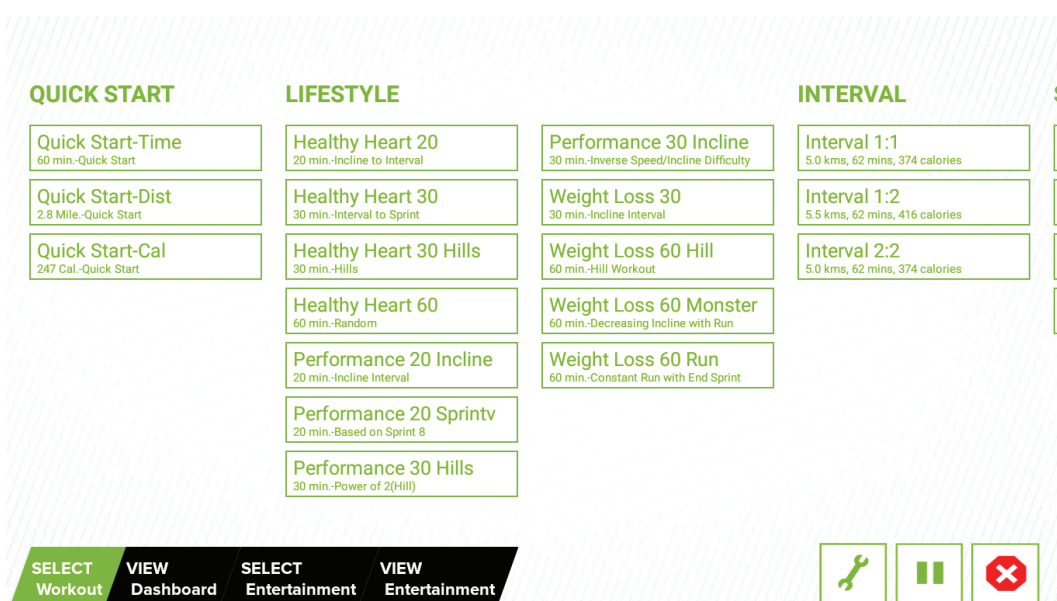 QUICK START
Quick Start-Time
60 min.-Quick Start
Quick Start-Dist
2.8 Mile.-Quick Start
Quick Start-Cal
247 Cal.-Quick Start
LIFESTYLE
Healthy Heart 20
20 min.-Incline to Interval
Healthy Heart 30
30 min.-Interval to Sprint
Healthy Heart 30 Hills
30 min.-Hills
Healthy Heart 60
60 min.-Random
Performance 20 Incline
20 min.-Incline Interval
Performance 20 Sprintv
20 min.-Based on Sprint 8
Performance 30 Hills
30 min.-Power of 2(Hill)
Performance 30 Incline
30 min.-Inverse Speed/Incline Difficulty
Weight Loss 30
30 min.-Incline Interval
Weight Loss 60 Hill
60 min.-Hill Workout
Weight Loss 60 Monster
60 min.-Decreasing Incline with Run
Weight Loss 60 Run
60 min.-Constant Run with End Sprint
INTERVAL
Interval 1:1
5.0 kms, 62 mins, 374 calories
Interval 1:2
5.5 kms, 62 mins, 416 calories
Interval 2:2
5.0 kms, 62 mins, 374 calories
SELECT
Workout
VIEW
Dashboard
SELECT
Entertainment
VIEW
Entertainment